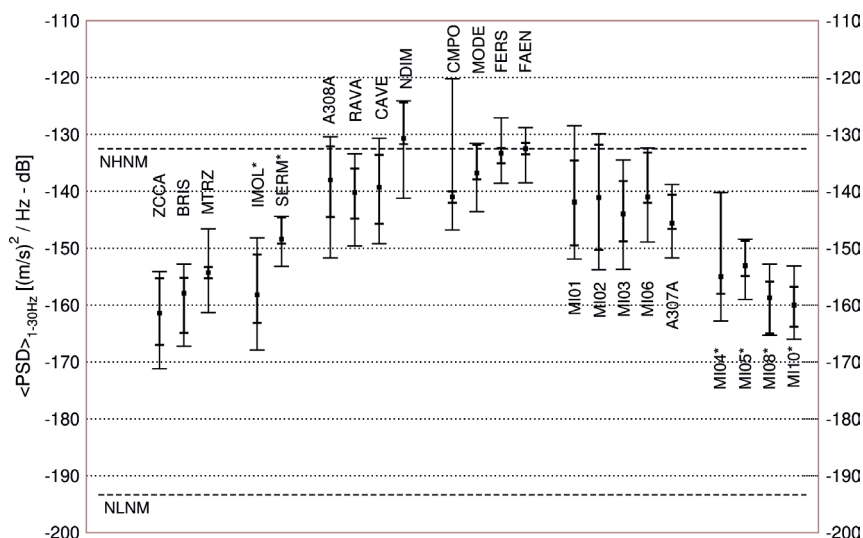 -110 -110
-120 -120
-130 -130
-140 -140
-150 -150
-160 -160
-170 -170
-180 -180
-190 -190
-200 -200
<PSD>1-30Hz [(m/s)2 / Hz - dB]
NHNM
NLNM
ZCCA
BRIS
MTRZ
IMOL*
SERM*
A308A
RAVA
CAVE
NDIM
CMPO
MODE
FERS
FAEN
MI01
MI02
MI03
MI06
A307A
MI04*
MI05*
MI08*
MI10*